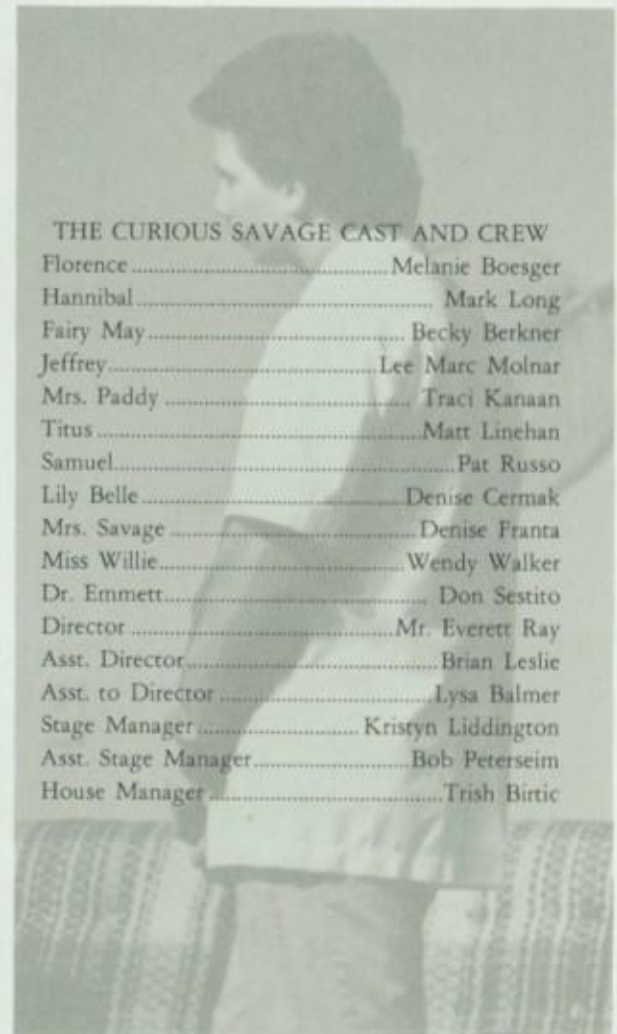 THE CURIOUS SAVAGE CAST AND CREW
Florence ........................ Melanie Boesger
Hannibal ........................ Mark Long
Fairy May ........................ Becky Berkner
Jeffrey ........................ Lee Marc Molnar
Mrs. Paddy ........................ Traci Kanaan
Titus ........................ Matt Linehan
Samuel ........................ Pat Russo
Lily Belle ........................ Denise Cermak
Mrs. Savage ........................ Denise Franta
Miss Willie ........................ Wendy Walker
Dr. Emmett ........................ Don Sestito
Director ........................ Mr. Everett Ray
Asst. Director ........................ Brian Leslie
Asst. to Director ........................ Lysa Balmer
Stage Manager ........................ Kristyn Liddington
Asst. Stage Manager ........................ Bob Peterseim
House Manager ........................ Trish Birtic